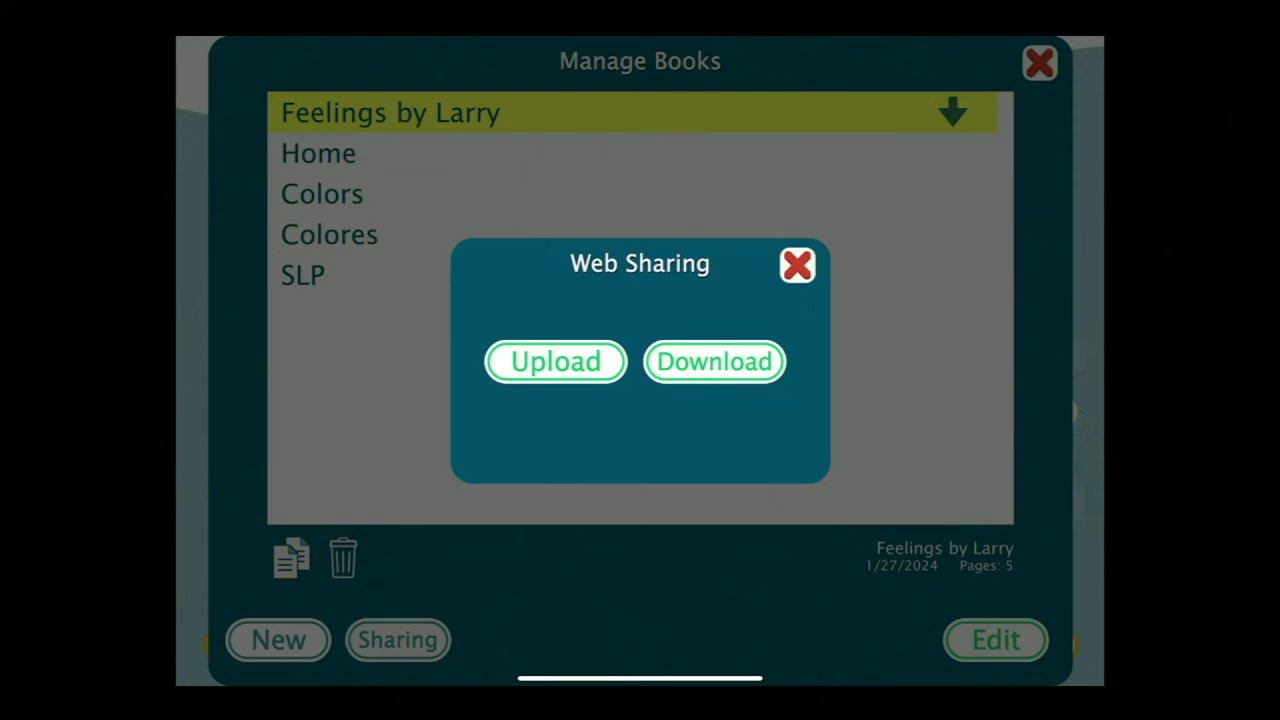 Manage Books
Feelings by Larry
Home
Colors
Colores
SLP
Web Sharing
Upload
Download
Feelings by Larry
1/27/2024 Pages: 5
New
Sharing
Edit